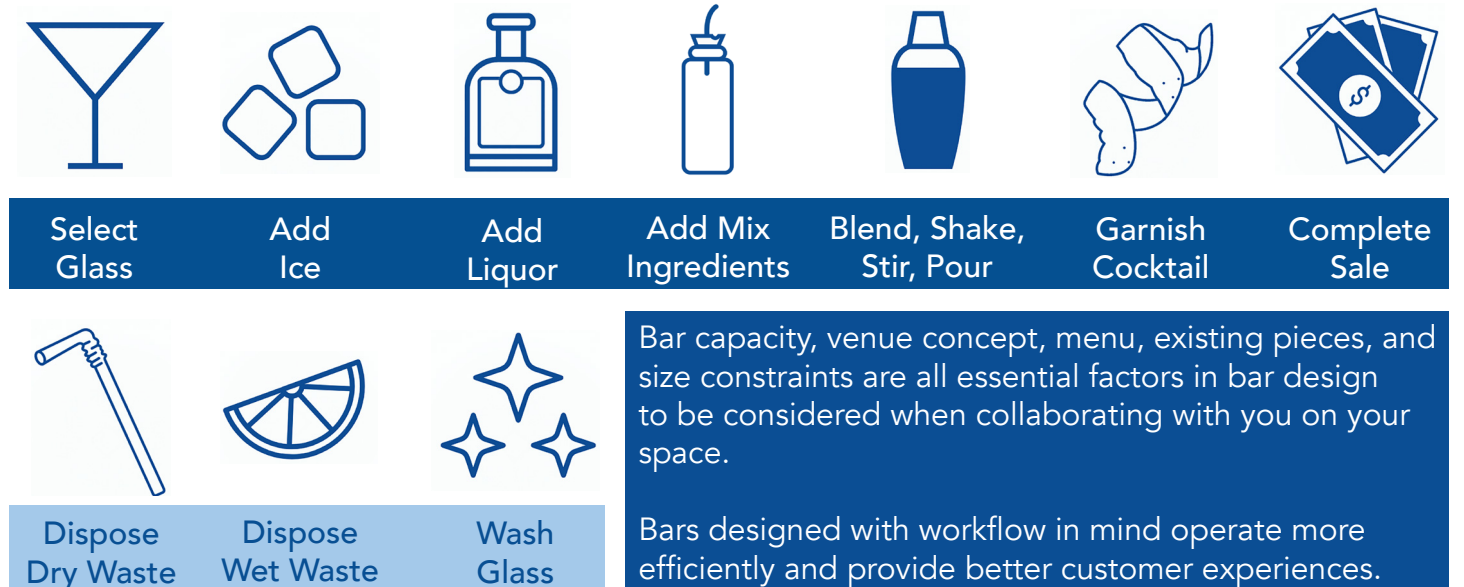 Select
Glass
Add
Ice
Add
Liquor
Add Mix
Ingredients
Blend, Shake,
Stir, Pour
Garnish
Cocktail
Complete
Sale
Dispose
Dry Waste
Dispose
Wet Waste
Wash
Glass
Bar capacity, venue concept, menu, existing pieces, and
size constraints are all essential factors in bar design
to be considered when collaborating with you on your
space.
Bars designed with workflow in mind operate more
efficiently and provide better customer experiences.